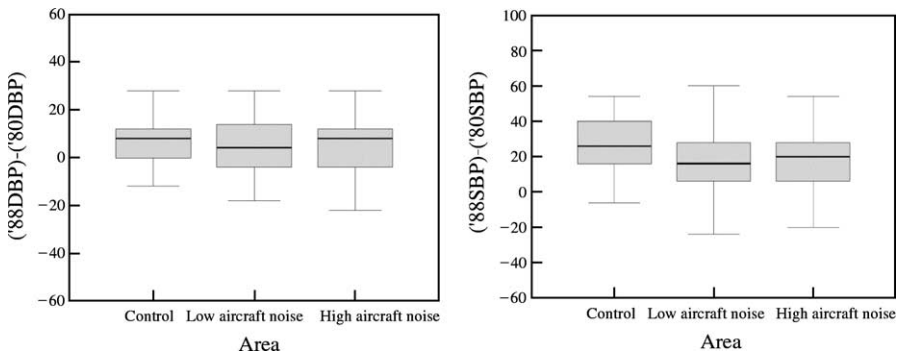 60
40
20
0
−20
−40
−60
('88DBP)-('80DBP)
Control
Low aircraft noise
High aircraft noise
Area
100
80
60
40
20
0
−20
−40
−60
('88SBP)-('80SBP)
Control
Low aircraft noise
High aircraft noise
Area